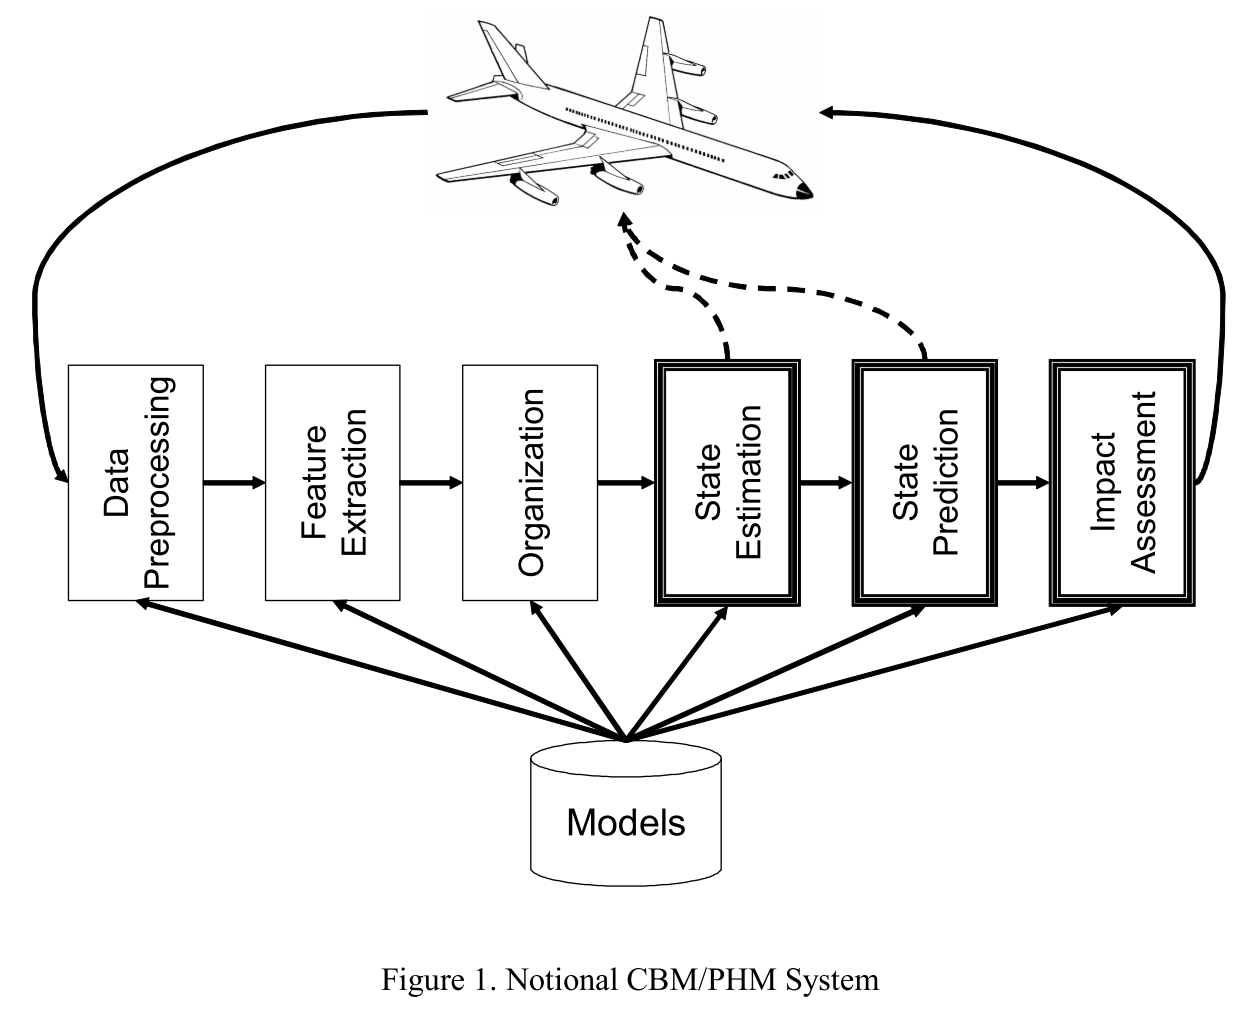 Data
Preprocessing
Feature
Extraction
Organization
State
Estimation
State
Prediction
Impact
Assessment
Models
Figure 1. Notional CBM/PHM System